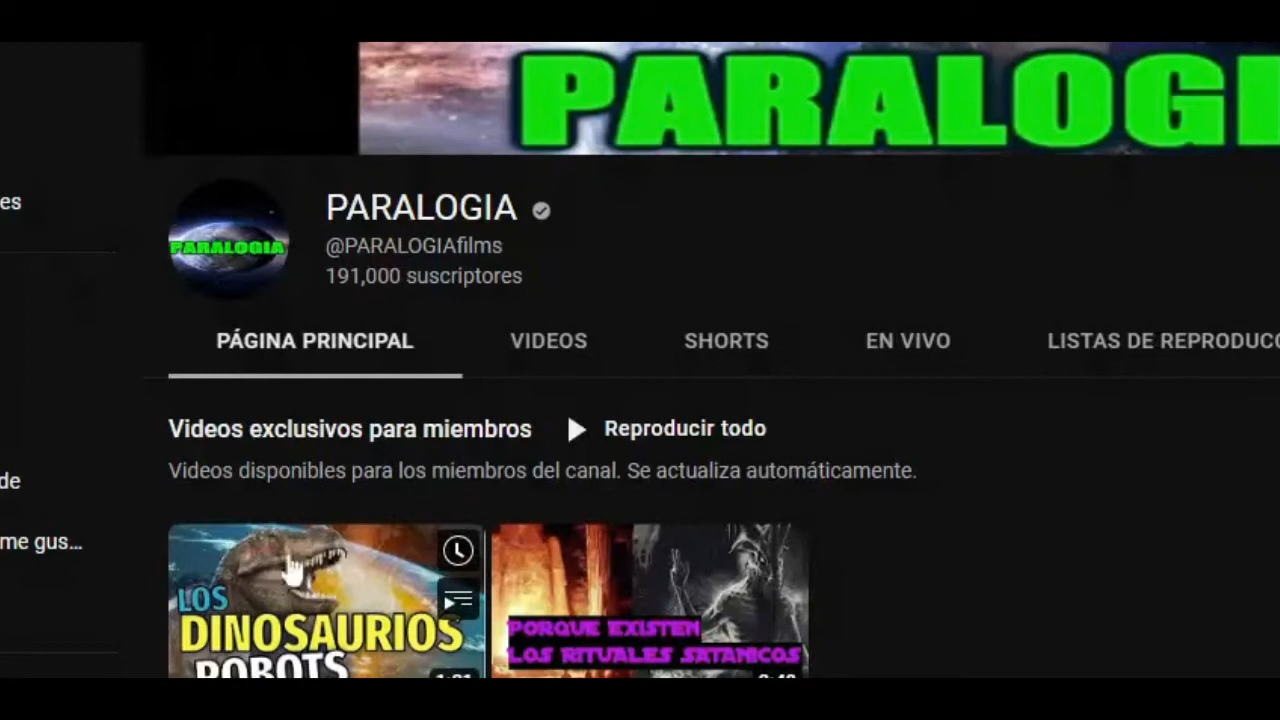 PARALOGI
es
PARALOGIA
PARALOGIA
@PARALOGIAfilms
191,000 suscriptores
PÁGINA PRINCIPAL VIDEOS SHORTS EN VIVO LISTAS DE REPRODUCC
Videos exclusivos para miembros Reproducir todo
Videos disponibles para los miembros del canal. Se actualiza automáticamente.
de
me gus...
LOS
DINOSAURIOS
ROBOTS
PORQUE EXISTEN
LOS RITUALES SATANICOS